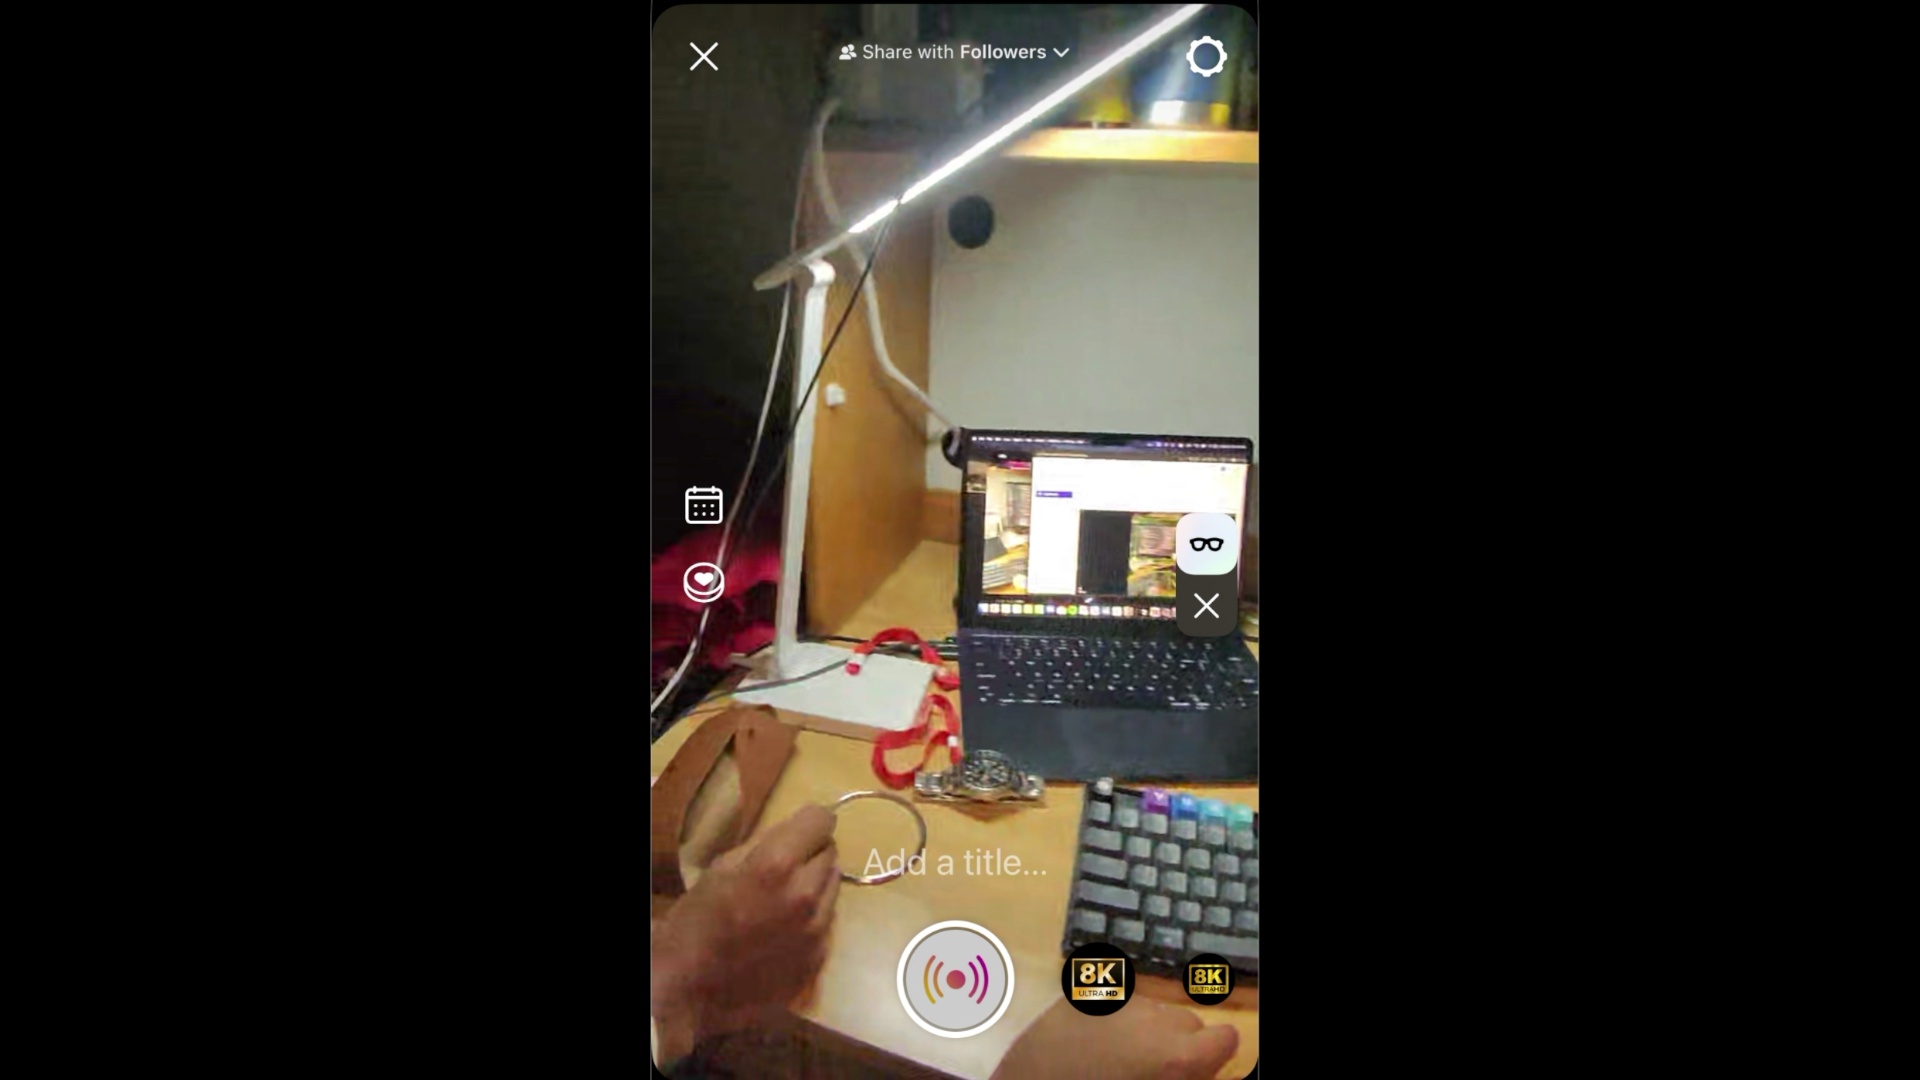 Share with Followers
Add a title...
8K
ULTRA HD
8K
ULTRA HD